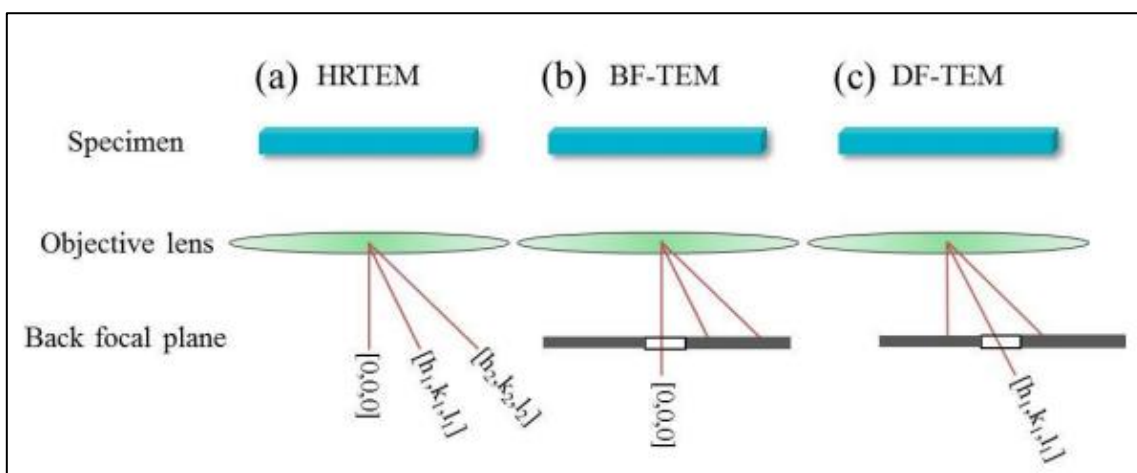 (a) HRTEM (b) BF-TEM (c) DF-TEM
Specimen
Objective lens
Back focal plane
[0,0,0] [h₁,k₁,l₁] [h₂,k₂,l₂] [0,0,0] [h₁,k₁,l₁]